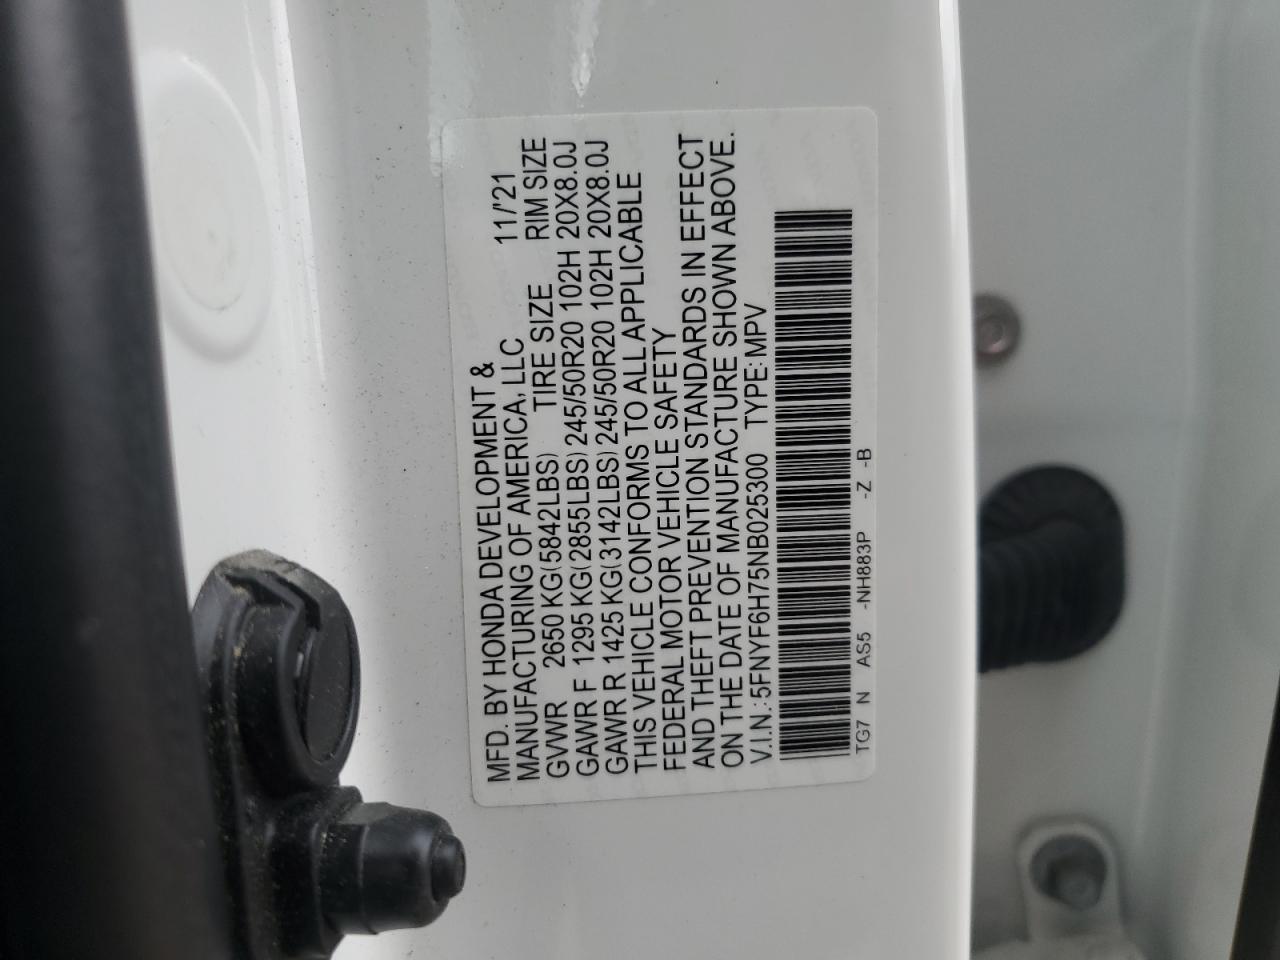 MFD. BY HONDA DEVELOPMENT &
MANUFACTURING OF AMERICA, LLC 11/'21
GVWR 2650 KG(5842LBS) TIRE SIZE RIM SIZE
GAWR F 1295 KG(2855LBS) 245/50R20 102H 20X8.0J
GAWR R 1425 KG(3142LBS) 245/50R20 102H 20X8.0J
THIS VEHICLE CONFORMS TO ALL APPLICABLE
FEDERAL MOTOR VEHICLE SAFETY
AND THEFT PREVENTION STANDARDS IN EFFECT
ON THE DATE OF MANUFACTURE SHOWN ABOVE.
V.I.N.: 5FNYF6H75NB025300 TYPE: MPV
TG7 N AS5 -NH883P -Z -B